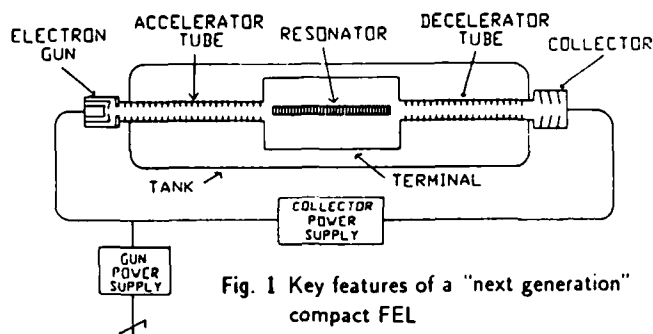 ELECTRON
GUN
ACCELERATOR
TUBE
RESONATOR
DECELERATOR
TUBE
COLLECTOR
TANK
TERMINAL
COLLECTOR
POWER
SUPPLY
GUN
POWER
SUPPLY
Fig. 1 Key features of a "next generation"
compact FEL